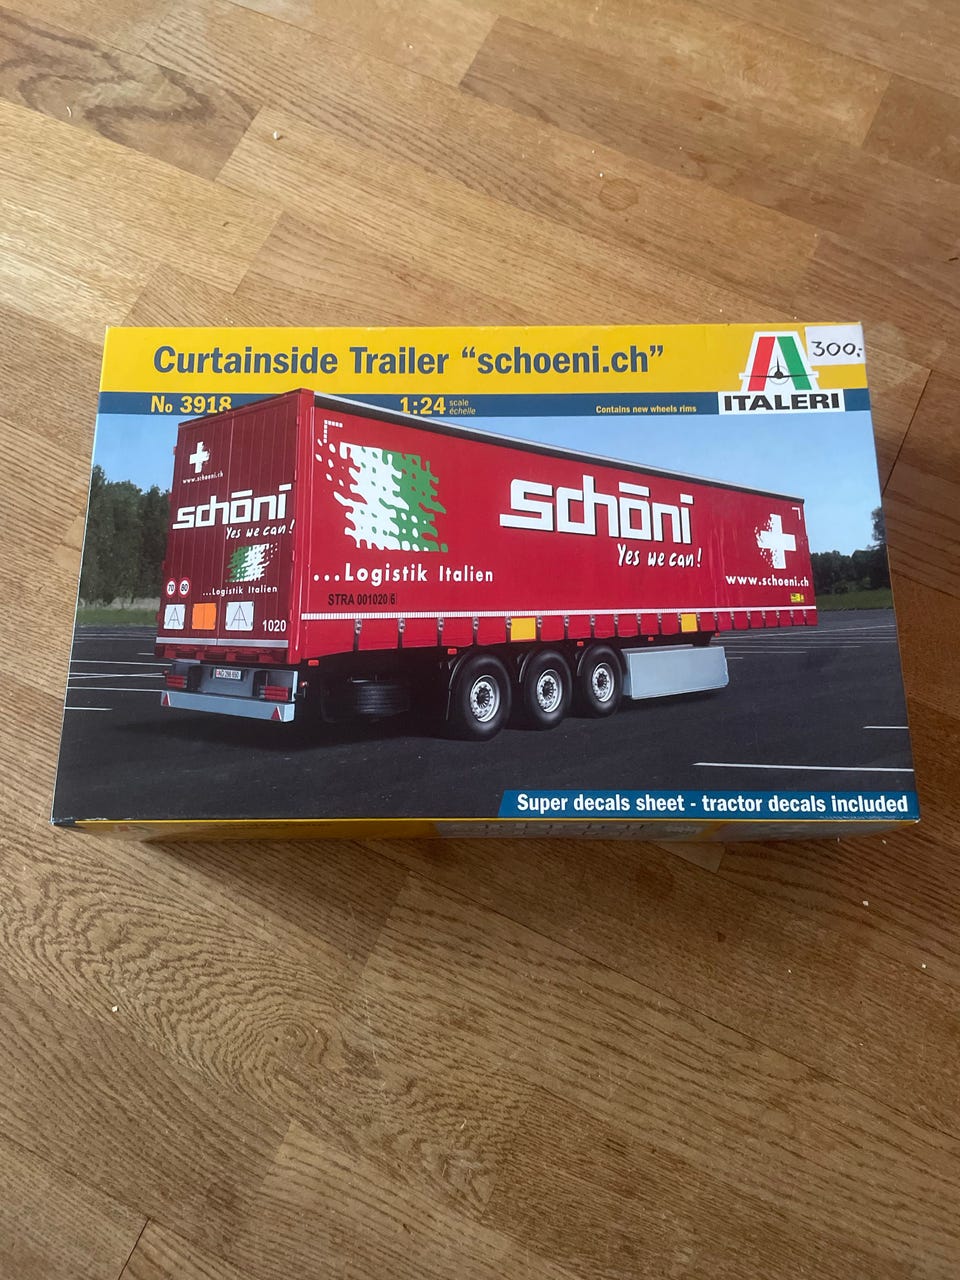 Curtainside Trailer “schoeni.ch”
300:-
ITALERI
No 3918
1:24 scale
échelle
Contains new wheels rims
www.schoeni.ch
schöni
Yes we can!
...Logistik Italien
70 80
1020
schöni
Yes we can!
...Logistik Italien
STRA 001020 6
www.schoeni.ch
Super decals sheet - tractor decals included